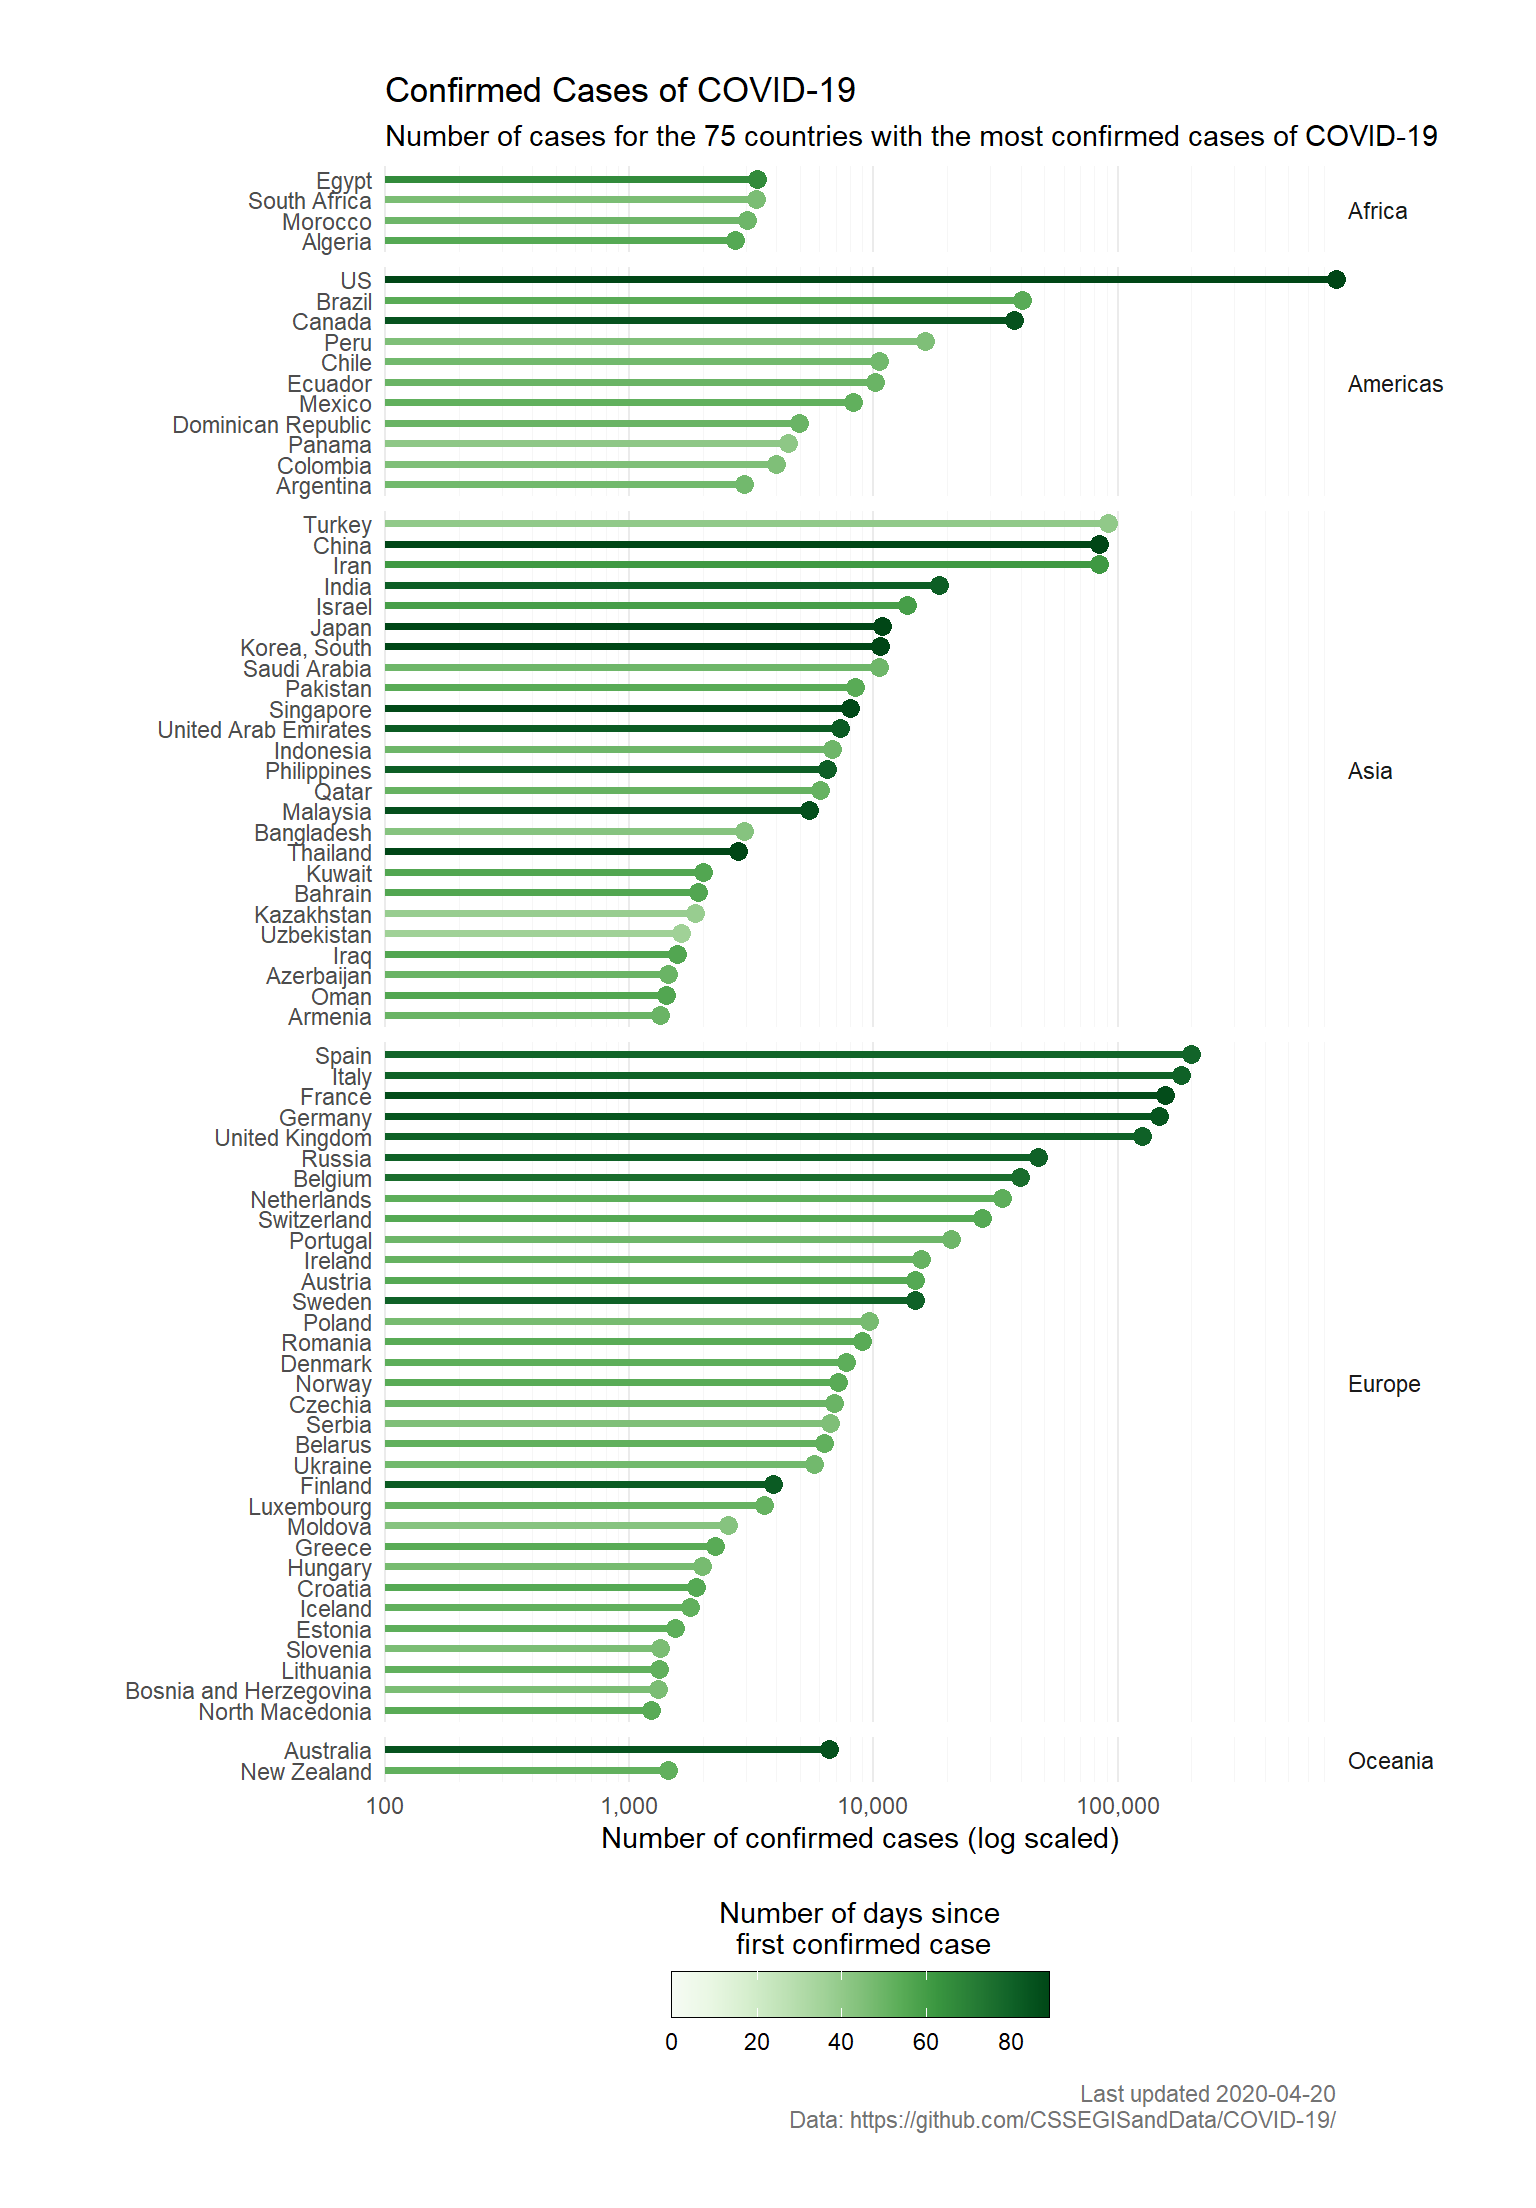 Confirmed Cases of COVID-19
Number of cases for the 75 countries with the most confirmed cases of COVID-19
Egypt
South Africa
Morocco
Algeria
Africa
US
Brazil
Canada
Peru
Chile
Ecuador
Mexico
Dominican Republic
Panama
Colombia
Argentina
Americas
Turkey
China
Iran
India
Israel
Japan
Korea, South
Saudi Arabia
Pakistan
Singapore
United Arab Emirates
Indonesia
Philippines
Qatar
Malaysia
Bangladesh
Thailand
Kuwait
Bahrain
Kazakhstan
Uzbekistan
Iraq
Azerbaijan
Oman
Armenia
Asia
Spain
Italy
France
Germany
United Kingdom
Russia
Belgium
Netherlands
Switzerland
Portugal
Ireland
Austria
Sweden
Poland
Romania
Denmark
Norway
Czechia
Serbia
Belarus
Ukraine
Finland
Luxembourg
Moldova
Greece
Hungary
Croatia
Iceland
Estonia
Slovenia
Lithuania
Bosnia and Herzegovina
North Macedonia
Europe
Australia
New Zealand
Oceania
100 1,000 10,000 100,000
Number of confirmed cases (log scaled)
Number of days since
first confirmed case
0 20 40 60 80
Last updated 2020-04-20
Data: https://github.com/CSSEGISandData/COVID-19/